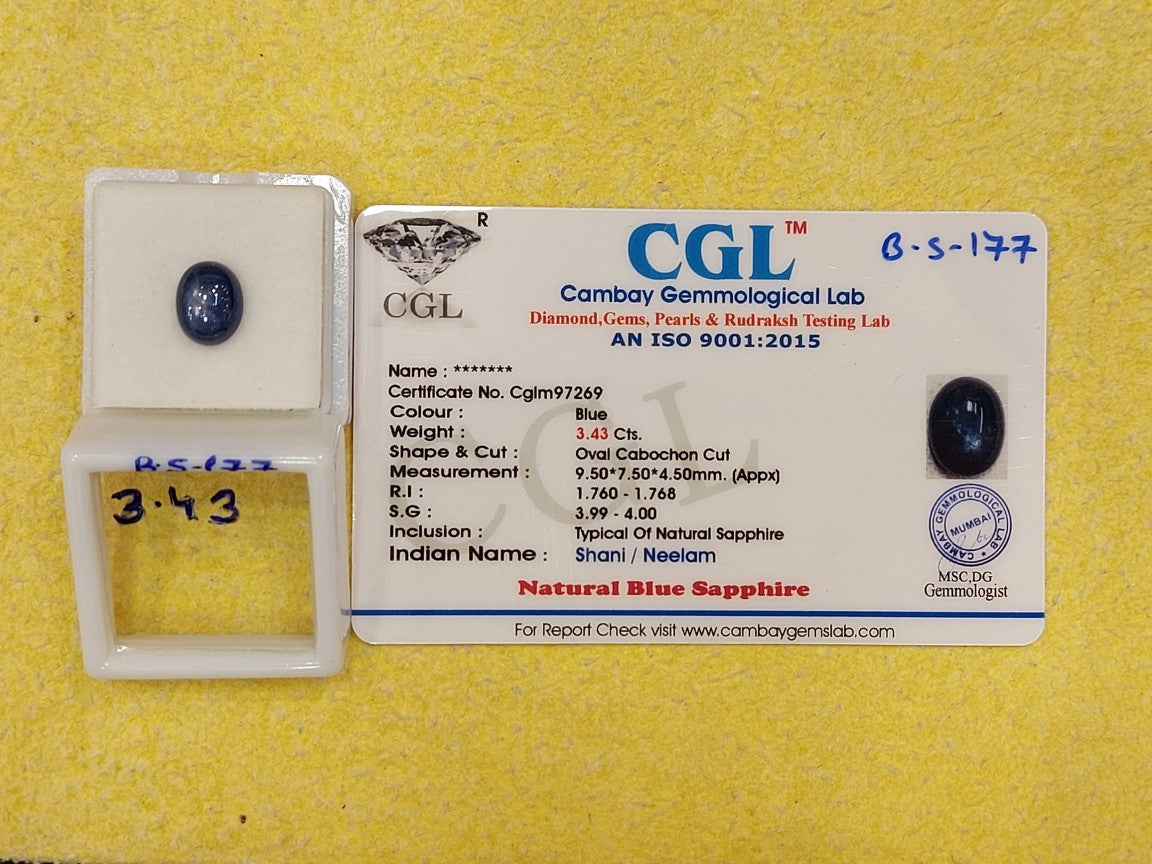 R
CGL
CGL™
B.S-177
Cambay Gemmological Lab
Diamond,Gems, Pearls & Rudraksh Testing Lab
AN ISO 9001:2015
Name : *******
Certificate No. Cglm97269
Colour : Blue
Weight : 3.43 Cts.
Shape & Cut : Oval Cabochon Cut
Measurement : 9.50*7.50*4.50mm. (Appx)
R.I : 1.760 - 1.768
S.G : 3.99 - 4.00
Inclusion : Typical Of Natural Sapphire
Indian Name : Shani / Neelam
Natural Blue Sapphire
For Report Check visit www.cambaygemslab.com
CAMBAY GEMMOLOGICAL LAB
MUMBAI
MSC,DG
Gemmologist
CGL
B.S-177
3.43